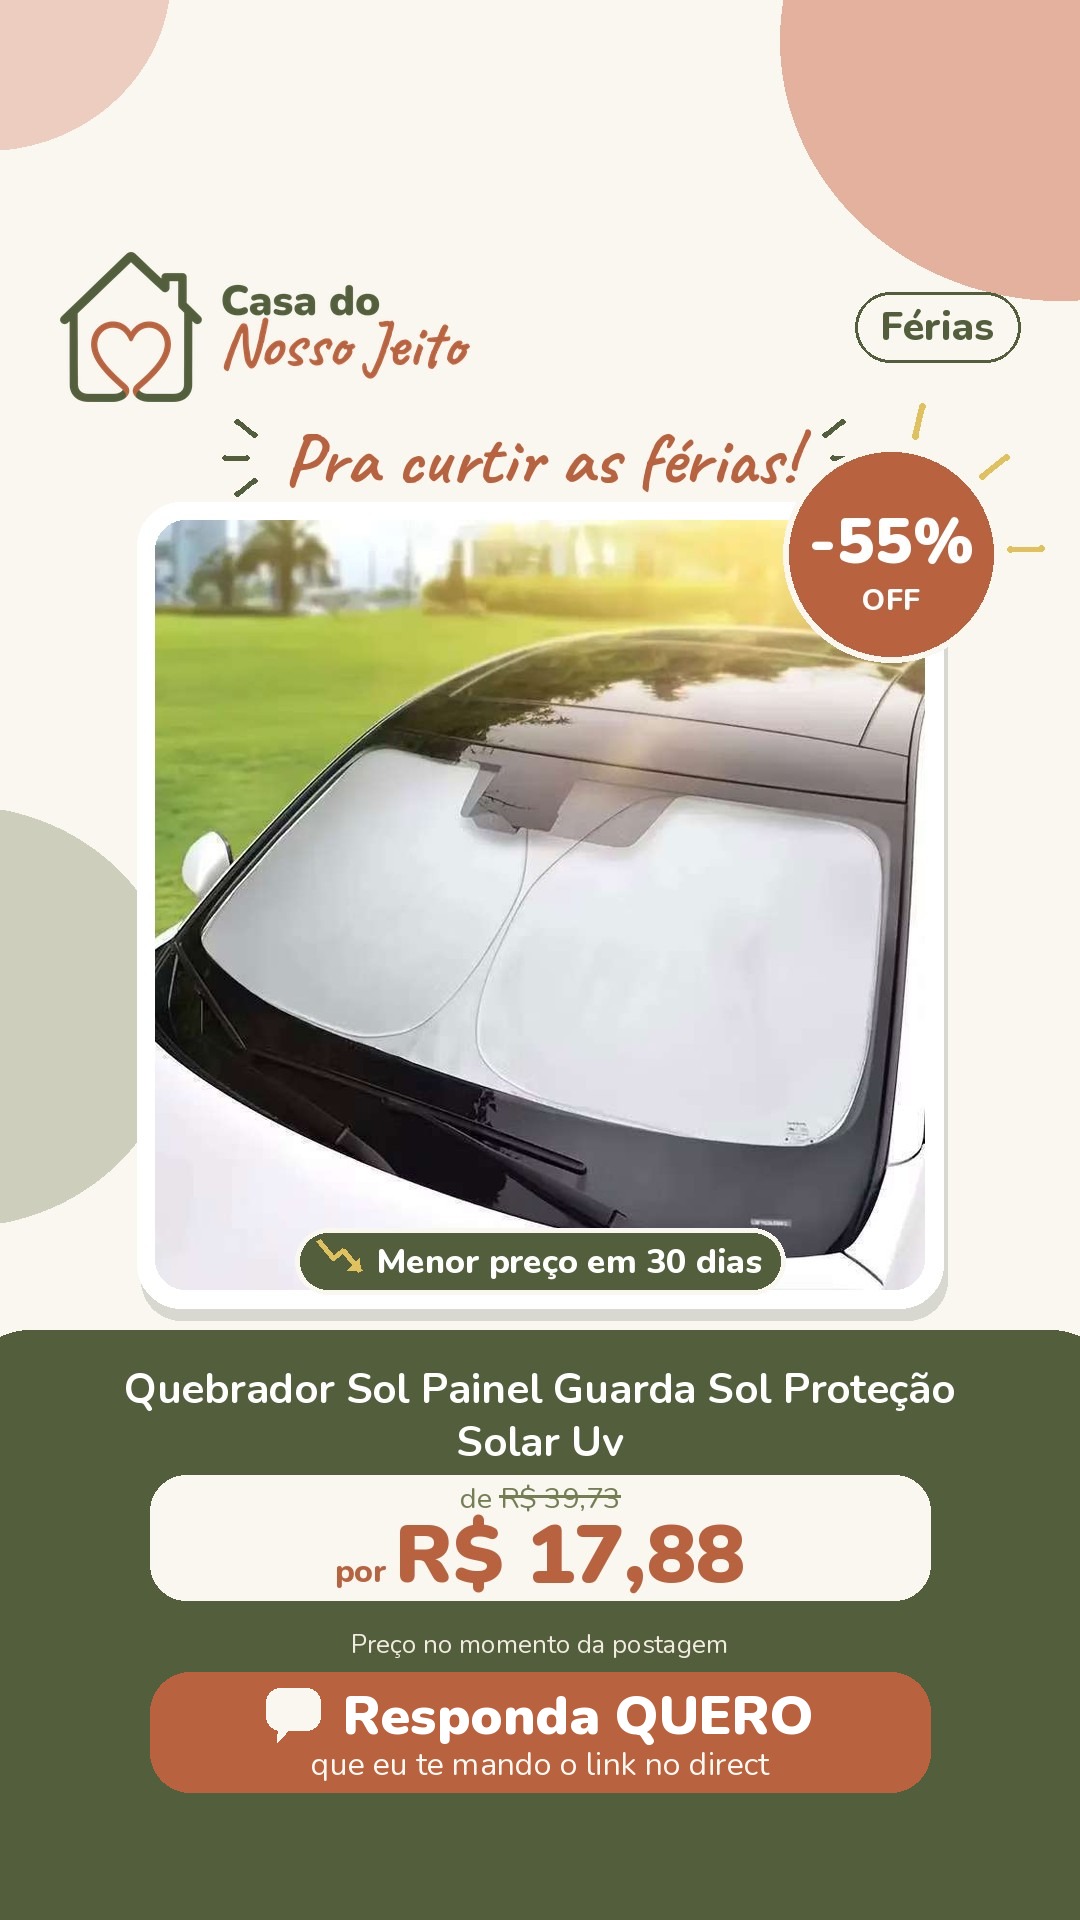 Casa do
Nosso Jeito
Férias
Pra curtir as férias!
-55%
OFF
Menor preço em 30 dias
Quebrador Sol Painel Guarda Sol Proteção
Solar Uv
de R$ 39,73
por R$ 17,88
Preço no momento da postagem
Responda QUERO
que eu te mando o link no direct